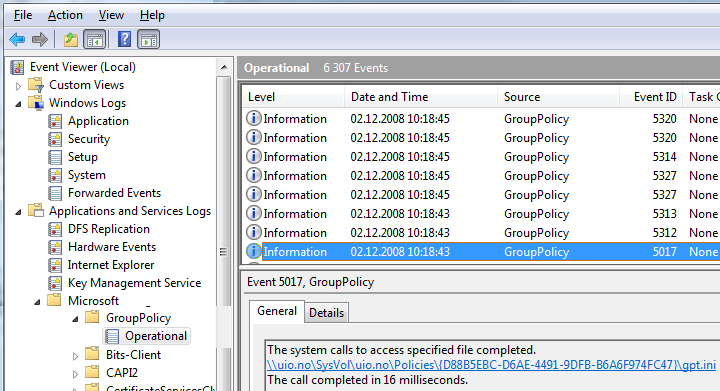 File Action View Help
Event Viewer (Local)
Custom Views
Windows Logs
Application
Security
Setup
System
Forwarded Events
Applications and Services Logs
DFS Replication
Hardware Events
Internet Explorer
Key Management Service
Microsoft
GroupPolicy
Operational
Bits-Client
CAPI2
Operational 6 307 Events
Level Date and Time Source Event ID Task C
Information 02.12.2008 10:18:45 GroupPolicy 5320 None
Information 02.12.2008 10:18:45 GroupPolicy 5320 None
Information 02.12.2008 10:18:45 GroupPolicy 5314 None
Information 02.12.2008 10:18:45 GroupPolicy 5327 None
Information 02.12.2008 10:18:45 GroupPolicy 5327 None
Information 02.12.2008 10:18:43 GroupPolicy 5313 None
Information 02.12.2008 10:18:43 GroupPolicy 5312 None
Information 02.12.2008 10:18:43 GroupPolicy 5017 None
Event 5017, GroupPolicy
General Details
The system calls to access specified file completed.
\\uio.no\SysVol\uio.no\Policies\{D88B5EBC-D6AE-4491-9DFB-B6A6F974FC47}\gpt.ini
The call completed in 16 milliseconds.